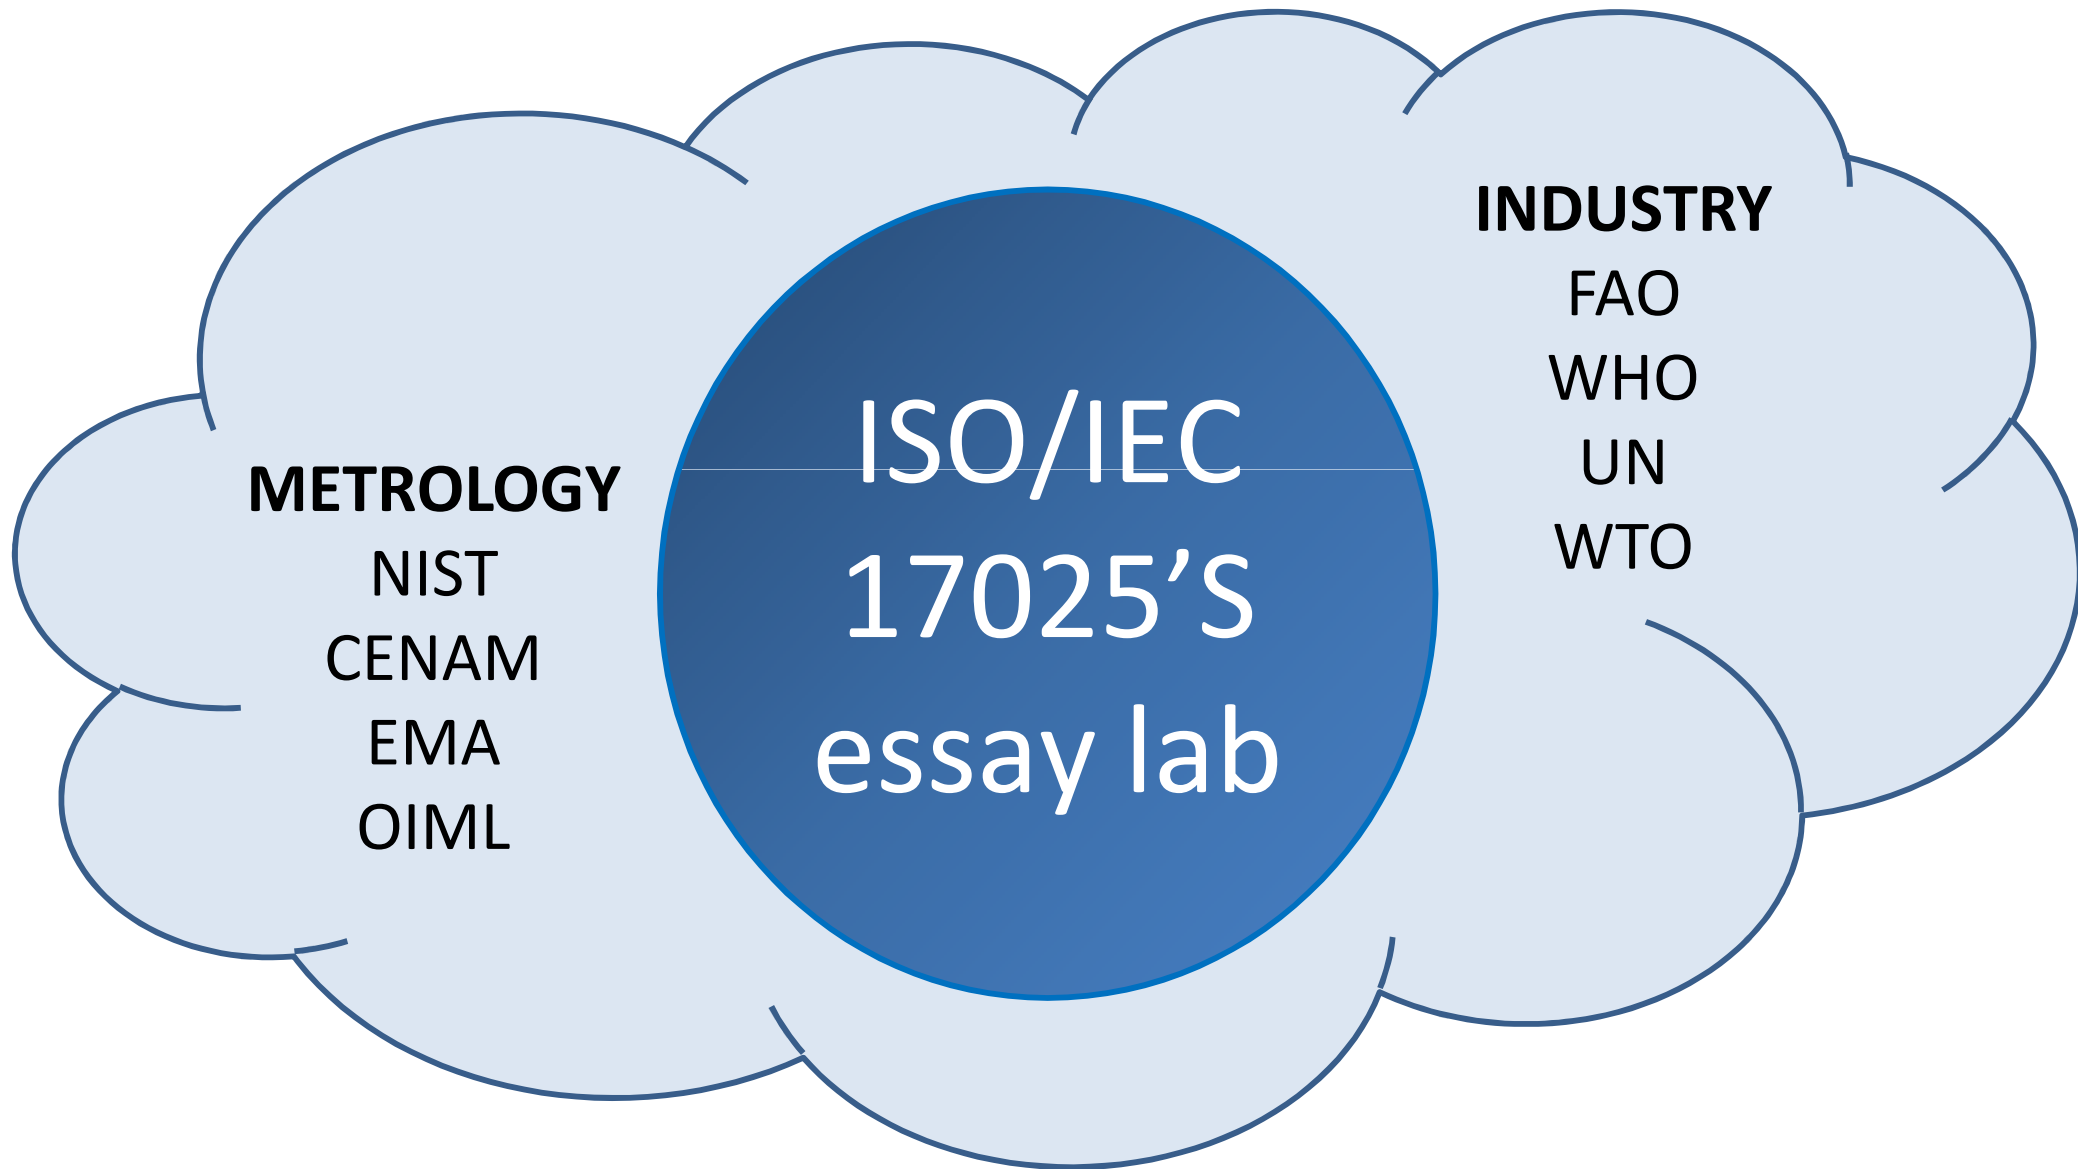 METROLOGY
NIST
CENAM
EMA
OIML
ISO/IEC
17025’S
essay lab
INDUSTRY
FAO
WHO
UN
WTO